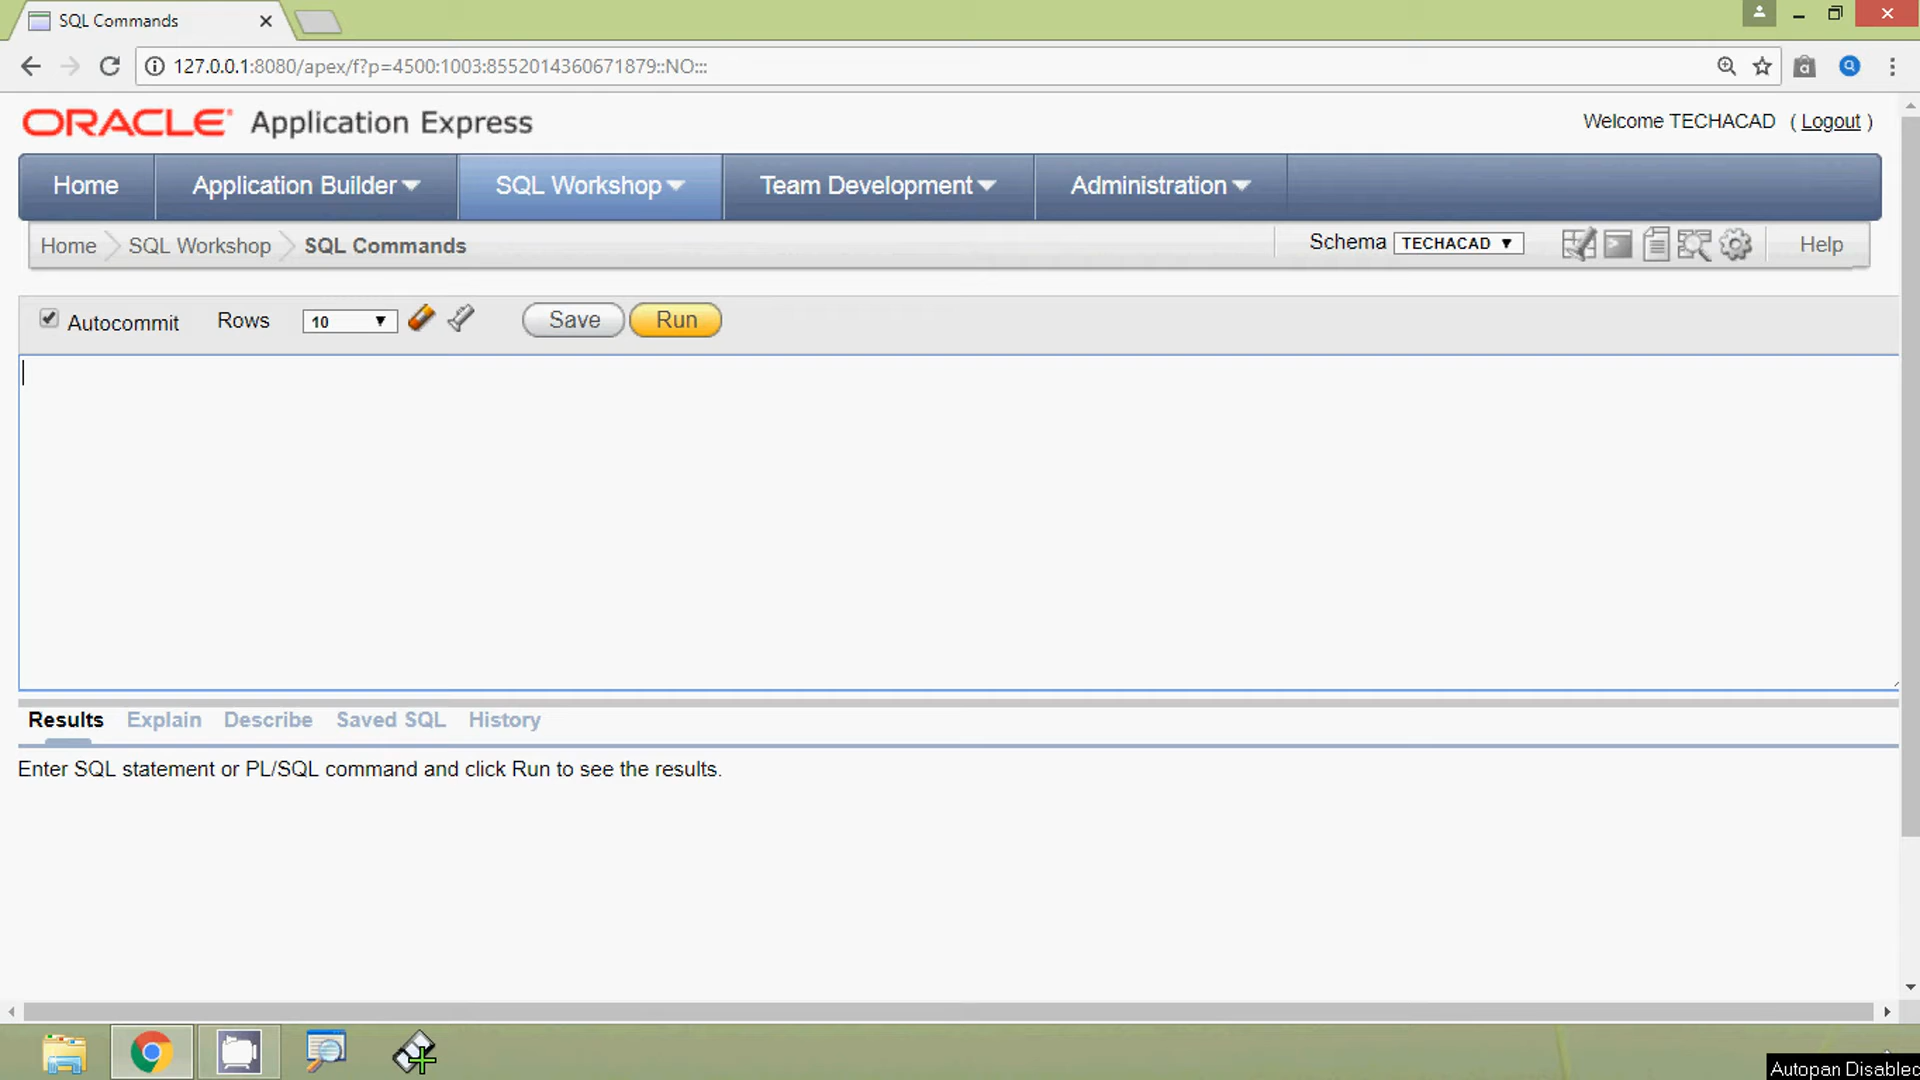 SQL Commands
127.0.0.1:8080/apex/f?p=4500:1003:8552014360671879::NO:::
ORACLE Application Express
Welcome TECHACAD ( Logout )
Home Application Builder SQL Workshop Team Development Administration
Home SQL Workshop SQL Commands Schema TECHACAD Help
Autocommit Rows 10 Save Run
Results Explain Describe Saved SQL History
Enter SQL statement or PL/SQL command and click Run to see the results.
Autopan Disabled